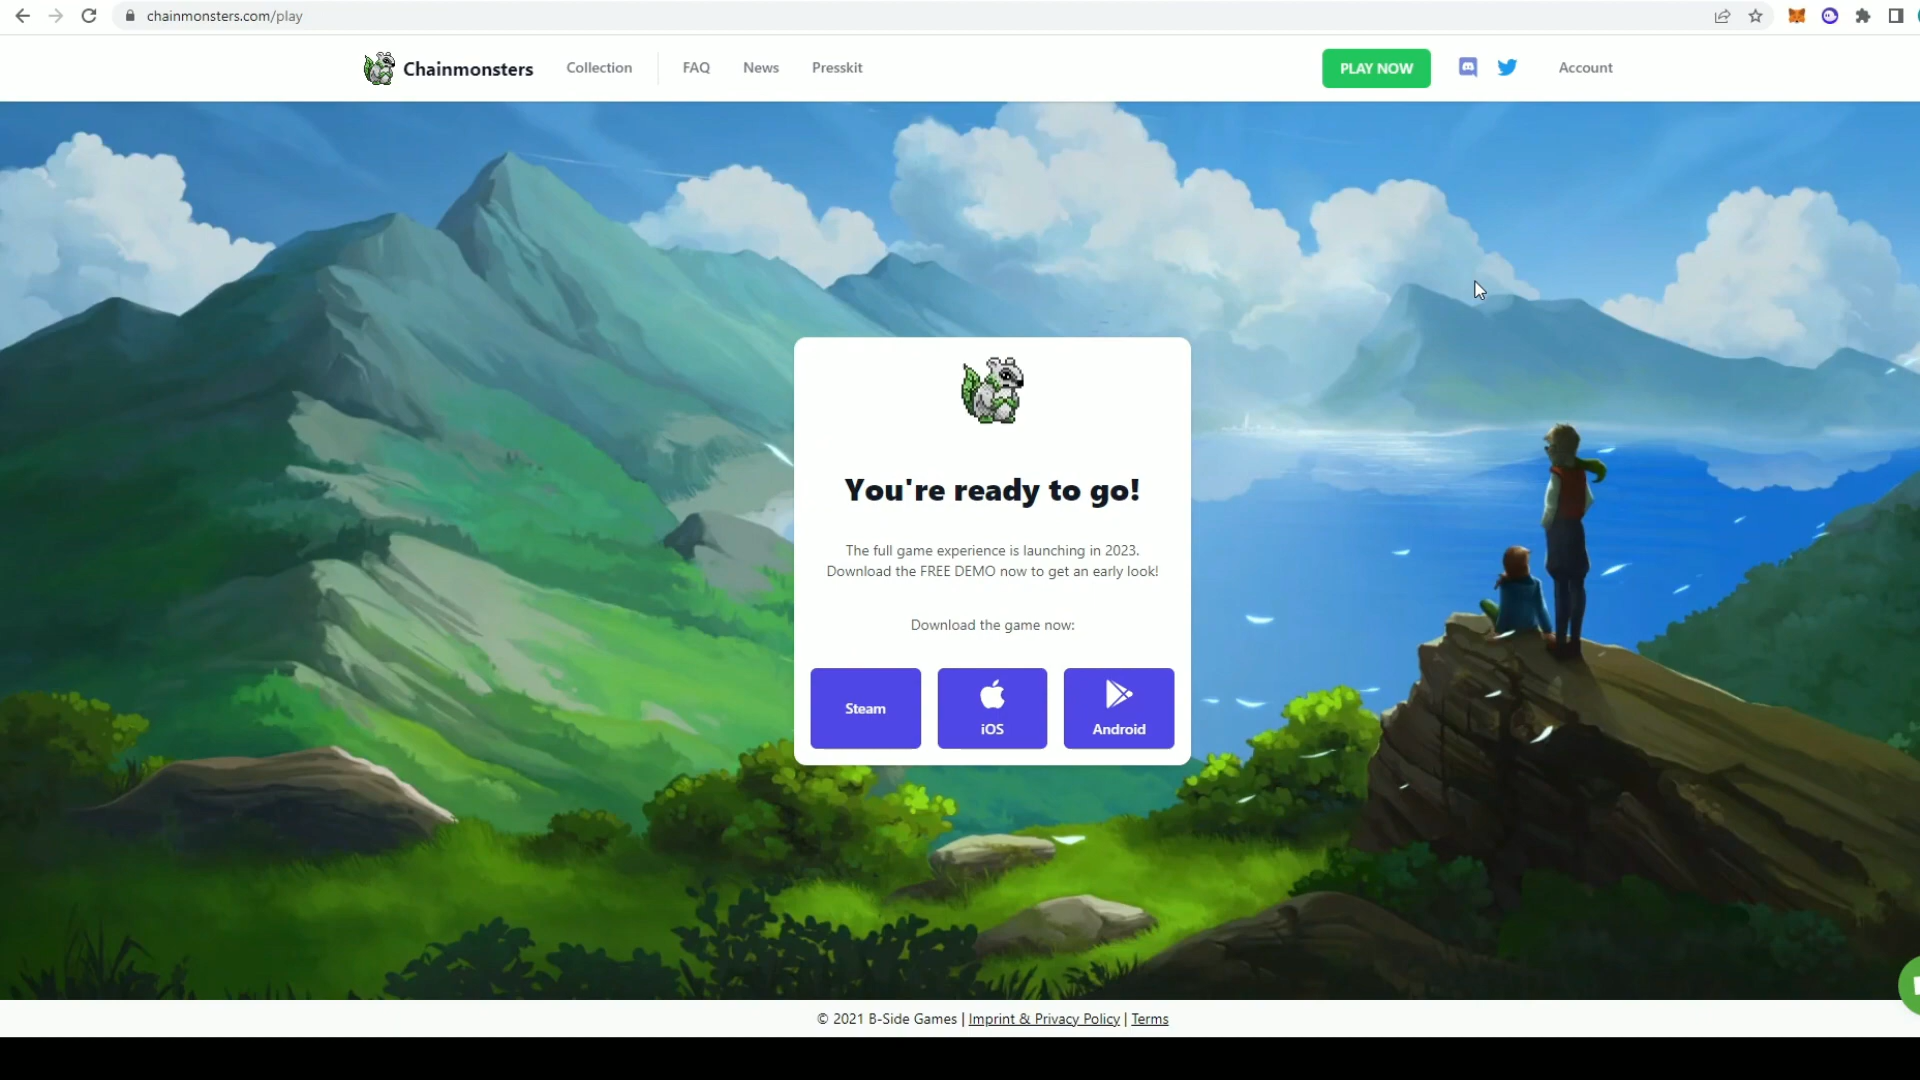 chainmonsters.com/play
Chainmonsters
Collection
FAQ
News
Presskit
PLAY NOW
Account
You're ready to go!
The full game experience is launching in 2023.
Download the FREE DEMO now to get an early look!
Download the game now:
Steam
iOS
Android
© 2021 B-Side Games | Imprint & Privacy Policy | Terms